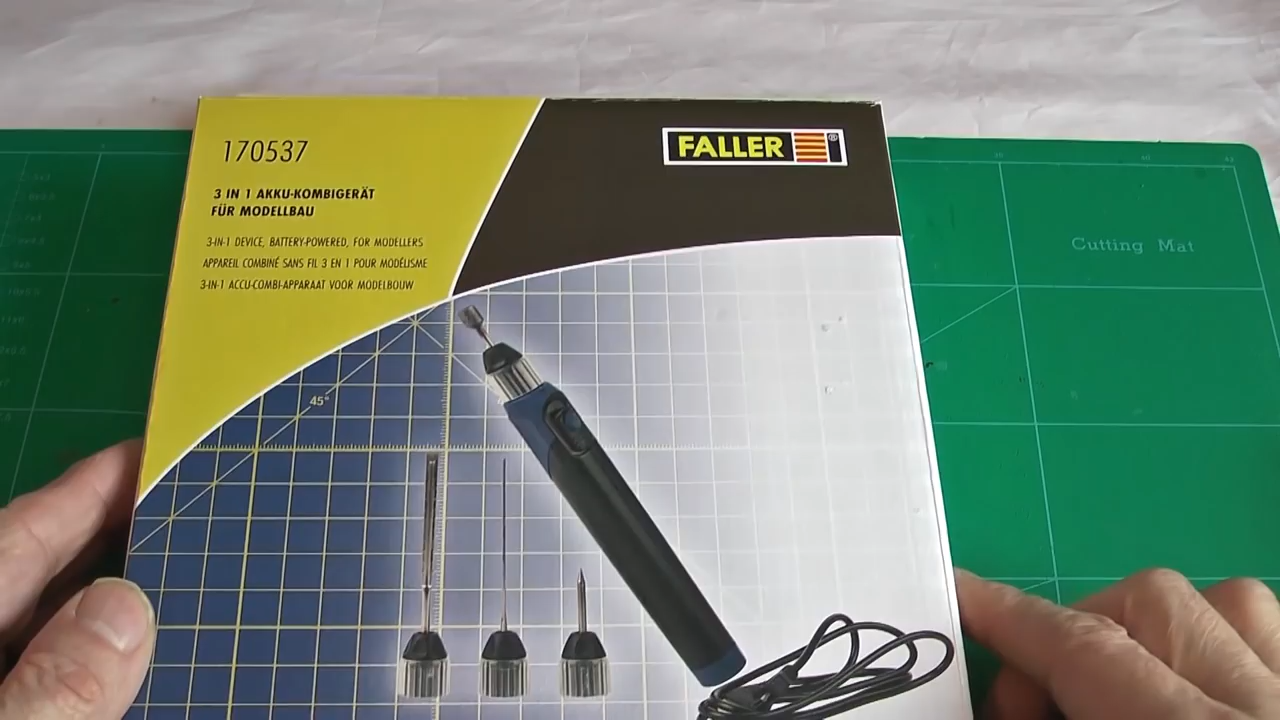 170537
FALLER
®
3 IN 1 AKKU-KOMBIGERÄT
FÜR MODELLBAU
3-IN-1 DEVICE, BATTERY-POWERED, FOR MODELLERS
APPAREIL COMBINÉ SANS FIL 3 EN 1 POUR MODÉLISME
3-IN-1 ACCU-COMBI-APPARAAT VOOR MODELBOUW
45°
Cutting Mat